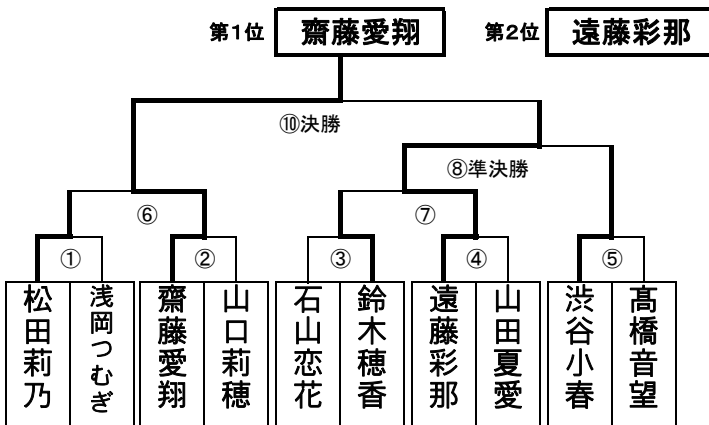 第1位 齋藤愛翔 第2位 遠藤彩那
⑩決勝
⑧準決勝
⑥ ⑦
① ② ③ ④ ⑤
松田莉乃
浅岡つむぎ
齋藤愛翔
山口莉穂
石山恋花
鈴木穂香
遠藤彩那
山田夏愛
渋谷小春
髙橋音望